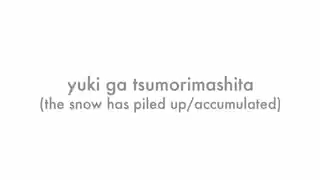 yuki ga tsumorimashita
(the snow has piled up/accumulated)